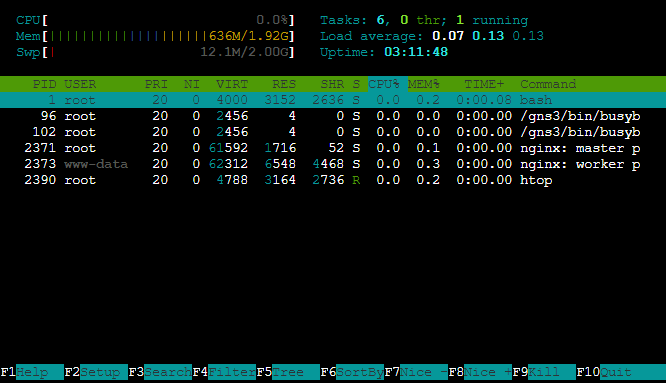 CPU[                          0.0%]   Tasks: 6, 0 thr; 1 running
Mem[||||||||||||||||||||636M/1.92G]   Load average: 0.07 0.13 0.13
Swp[|                  12.1M/2.00G]   Uptime: 03:11:48
PID USER      PRI  NI  VIRT   RES   SHR S CPU% MEM%   TIME+  Command
1 root       20   0  4000  3152  2636 S  0.0  0.2  0:00.08 bash
96 root       20   0  2456     4     0 S  0.0  0.0  0:00.00 /gns3/bin/busyb
102 root       20   0  2456     4     0 S  0.0  0.0  0:00.00 /gns3/bin/busyb
2371 root       20   0 61592  1716    52 S  0.0  0.1  0:00.00 nginx: master p
2373 www-data   20   0 62312  6548  4468 S  0.0  0.3  0:00.00 nginx: worker p
2390 root       20   0  4788  3164  2736 R  0.0  0.2  0:00.00 htop
F1Help  F2Setup F3SearchF4FilterF5Tree  F6SortByF7Nice -F8Nice +F9Kill  F10Quit